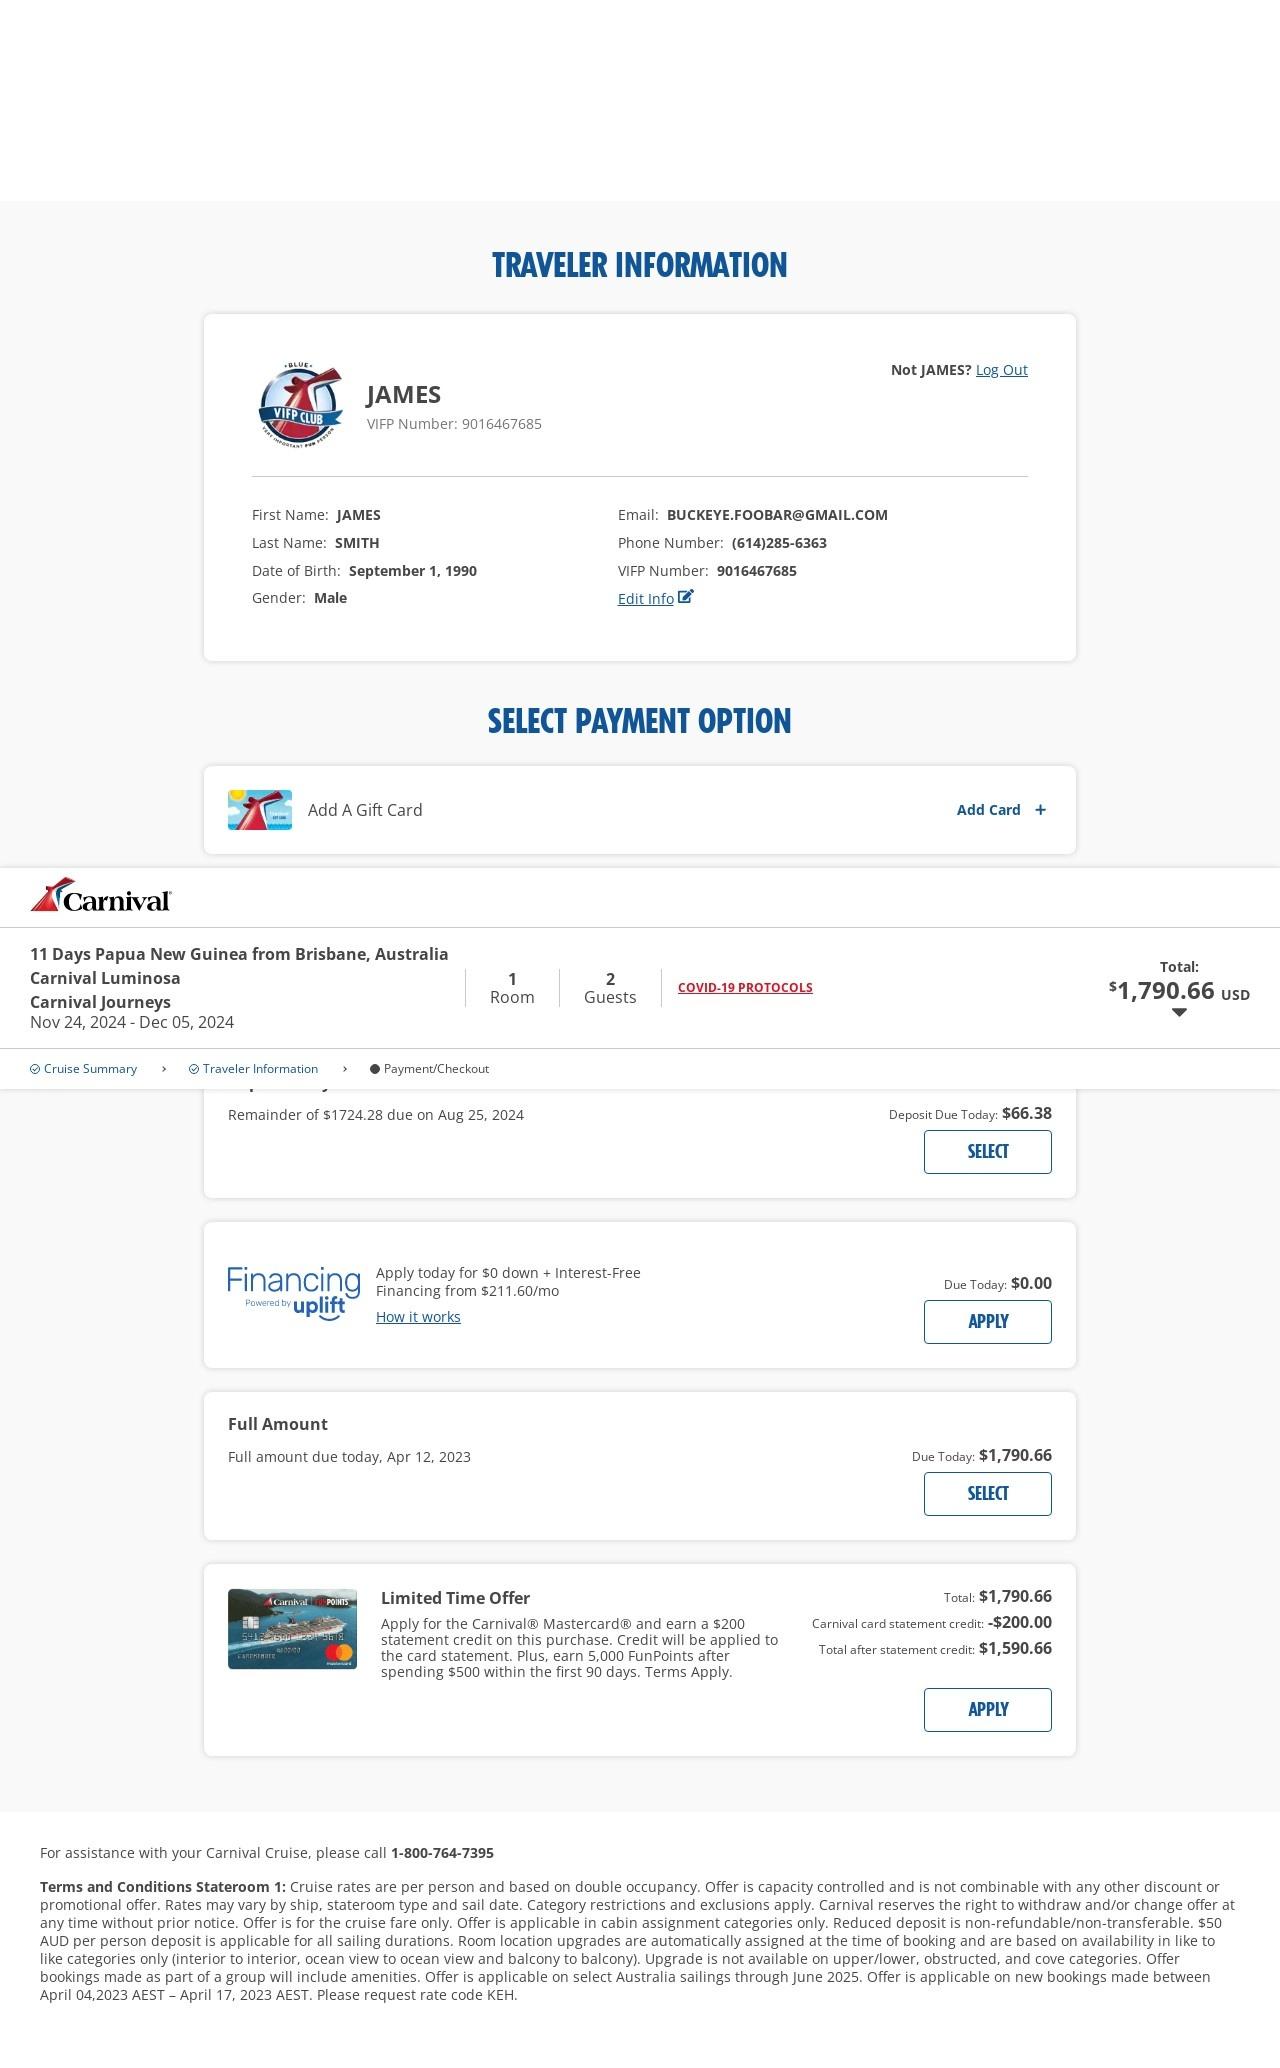 TRAVELER INFORMATION
BLUE
VIFP CLUB
VERY IMPORTANT FUN PERSON
JAMES
VIFP Number: 9016467685
Not JAMES? Log Out
First Name: JAMES
Last Name: SMITH
Date of Birth: September 1, 1990
Gender: Male
Email: BUCKEYE.FOOBAR@GMAIL.COM
Phone Number: (614)285-6363
VIFP Number: 9016467685
Edit Info
SELECT PAYMENT OPTION
Add A Gift Card
Add Card +
Carnival
11 Days Papua New Guinea from Brisbane, Australia
Carnival Luminosa
Carnival Journeys
Nov 24, 2024 - Dec 05, 2024
1
Room
2
Guests
COVID-19 PROTOCOLS
Total:
$1,790.66 USD
Cruise Summary › Traveler Information › Payment/Checkout
Remainder of $1724.28 due on Aug 25, 2024
Deposit Due Today: $66.38
SELECT
Financing
Powered by uplift
Apply today for $0 down + Interest-Free
Financing from $211.60/mo
How it works
Due Today: $0.00
APPLY
Full Amount
Full amount due today, Apr 12, 2023
Due Today: $1,790.66
SELECT
Carnival FUNPOINTS
mastercard
Limited Time Offer
Apply for the Carnival® Mastercard® and earn a $200
statement credit on this purchase. Credit will be applied to
the card statement. Plus, earn 5,000 FunPoints after
spending $500 within the first 90 days. Terms Apply.
Total: $1,790.66
Carnival card statement credit: -$200.00
Total after statement credit: $1,590.66
APPLY
For assistance with your Carnival Cruise, please call 1-800-764-7395
Terms and Conditions Stateroom 1: Cruise rates are per person and based on double occupancy. Offer is capacity controlled and is not combinable with any other discount or
promotional offer. Rates may vary by ship, stateroom type and sail date. Category restrictions and exclusions apply. Carnival reserves the right to withdraw and/or change offer at
any time without prior notice. Offer is for the cruise fare only. Offer is applicable in cabin assignment categories only. Reduced deposit is non-refundable/non-transferable. $50
AUD per person deposit is applicable for all sailing durations. Room location upgrades are automatically assigned at the time of booking and are based on availability in like to
like categories only (interior to interior, ocean view to ocean view and balcony to balcony). Upgrade is not available on upper/lower, obstructed, and cove categories. Offer
bookings made as part of a group will include amenities. Offer is applicable on select Australia sailings through June 2025. Offer is applicable on new bookings made between
April 04,2023 AEST – April 17, 2023 AEST. Please request rate code KEH.